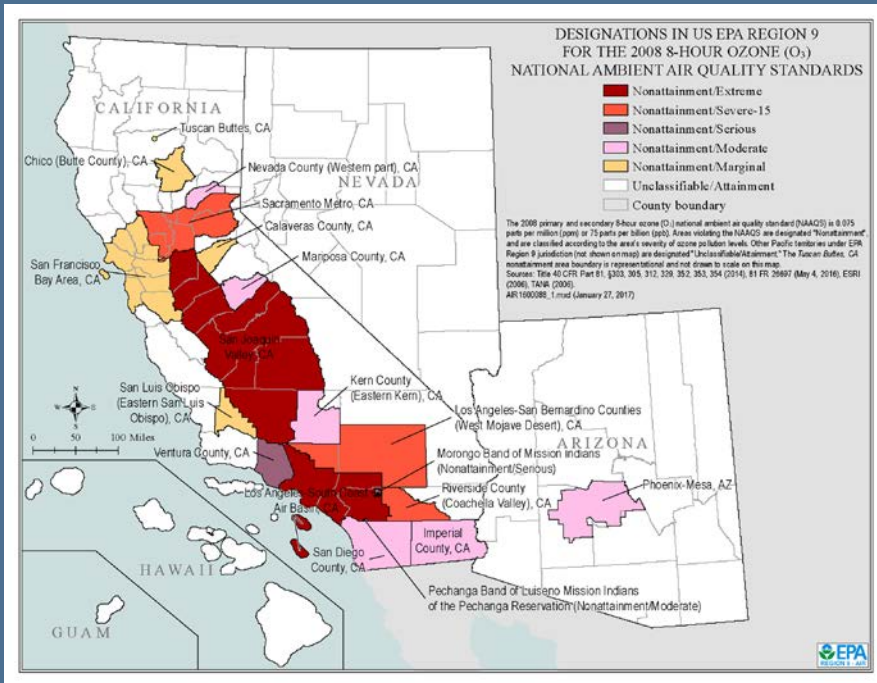 DESIGNATIONS IN US EPA REGION 9
FOR THE 2008 8-HOUR OZONE (O₃)
NATIONAL AMBIENT AIR QUALITY STANDARDS
Nonattainment/Extreme
Nonattainment/Severe-15
Nonattainment/Serious
Nonattainment/Moderate
Nonattainment/Marginal
Unclassifiable/Attainment
County boundary
The 2008 primary and secondary 8-hour ozone (O₃) national ambient air quality standard (NAAQS) is 0.075
parts per million (ppm) or 75 parts per billion (ppb). Areas violating the NAAQS are designated "Nonattainment",
and are classified according to the area's severity of ozone pollution levels. Other Pacific territories under EPA
Region 9 jurisdiction (not shown on map) are designated "Unclassifiable/Attainment." The Tuscan Buttes, CA
nonattainment area boundary is representational and not drawn to scale on this map.
Sources: Title 40 CFR Part 81, §303, 305, 312, 329, 352, 353, 354 (2014), 81 FR 26697 (May 4, 2016), ESRI
(2006), TANA (2006).
AIR1600088_1.mxd (January 27, 2017)
CALIFORNIA
Tuscan Buttes, CA
Chico (Butte County), CA
Nevada County (Western part), CA
NEVADA
Sacramento Metro, CA
Calaveras County, CA
Mariposa County, CA
San Francisco
Bay Area, CA
San Joaquin
Valley, CA
Kern County
(Eastern Kern), CA
San Luis Obispo
(Eastern San Luis
Obispo), CA
Los Angeles-San Bernardino Counties
(West Mojave Desert), CA
ARIZONA
Ventura County, CA
Morongo Band of Mission Indians
(Nonattainment/Serious)
Phoenix-Mesa, AZ
Los Angeles-South Coast
Air Basin, CA
Riverside County
(Coachella Valley), CA
Imperial
County, CA
San Diego
County, CA
Pechanga Band of Luiseno Mission Indians
of the Pechanga Reservation (Nonattainment/Moderate)
N
W
E
S
0 50 100 Miles
HAWAII
GUAM
EPA
REGION 9 - AIR